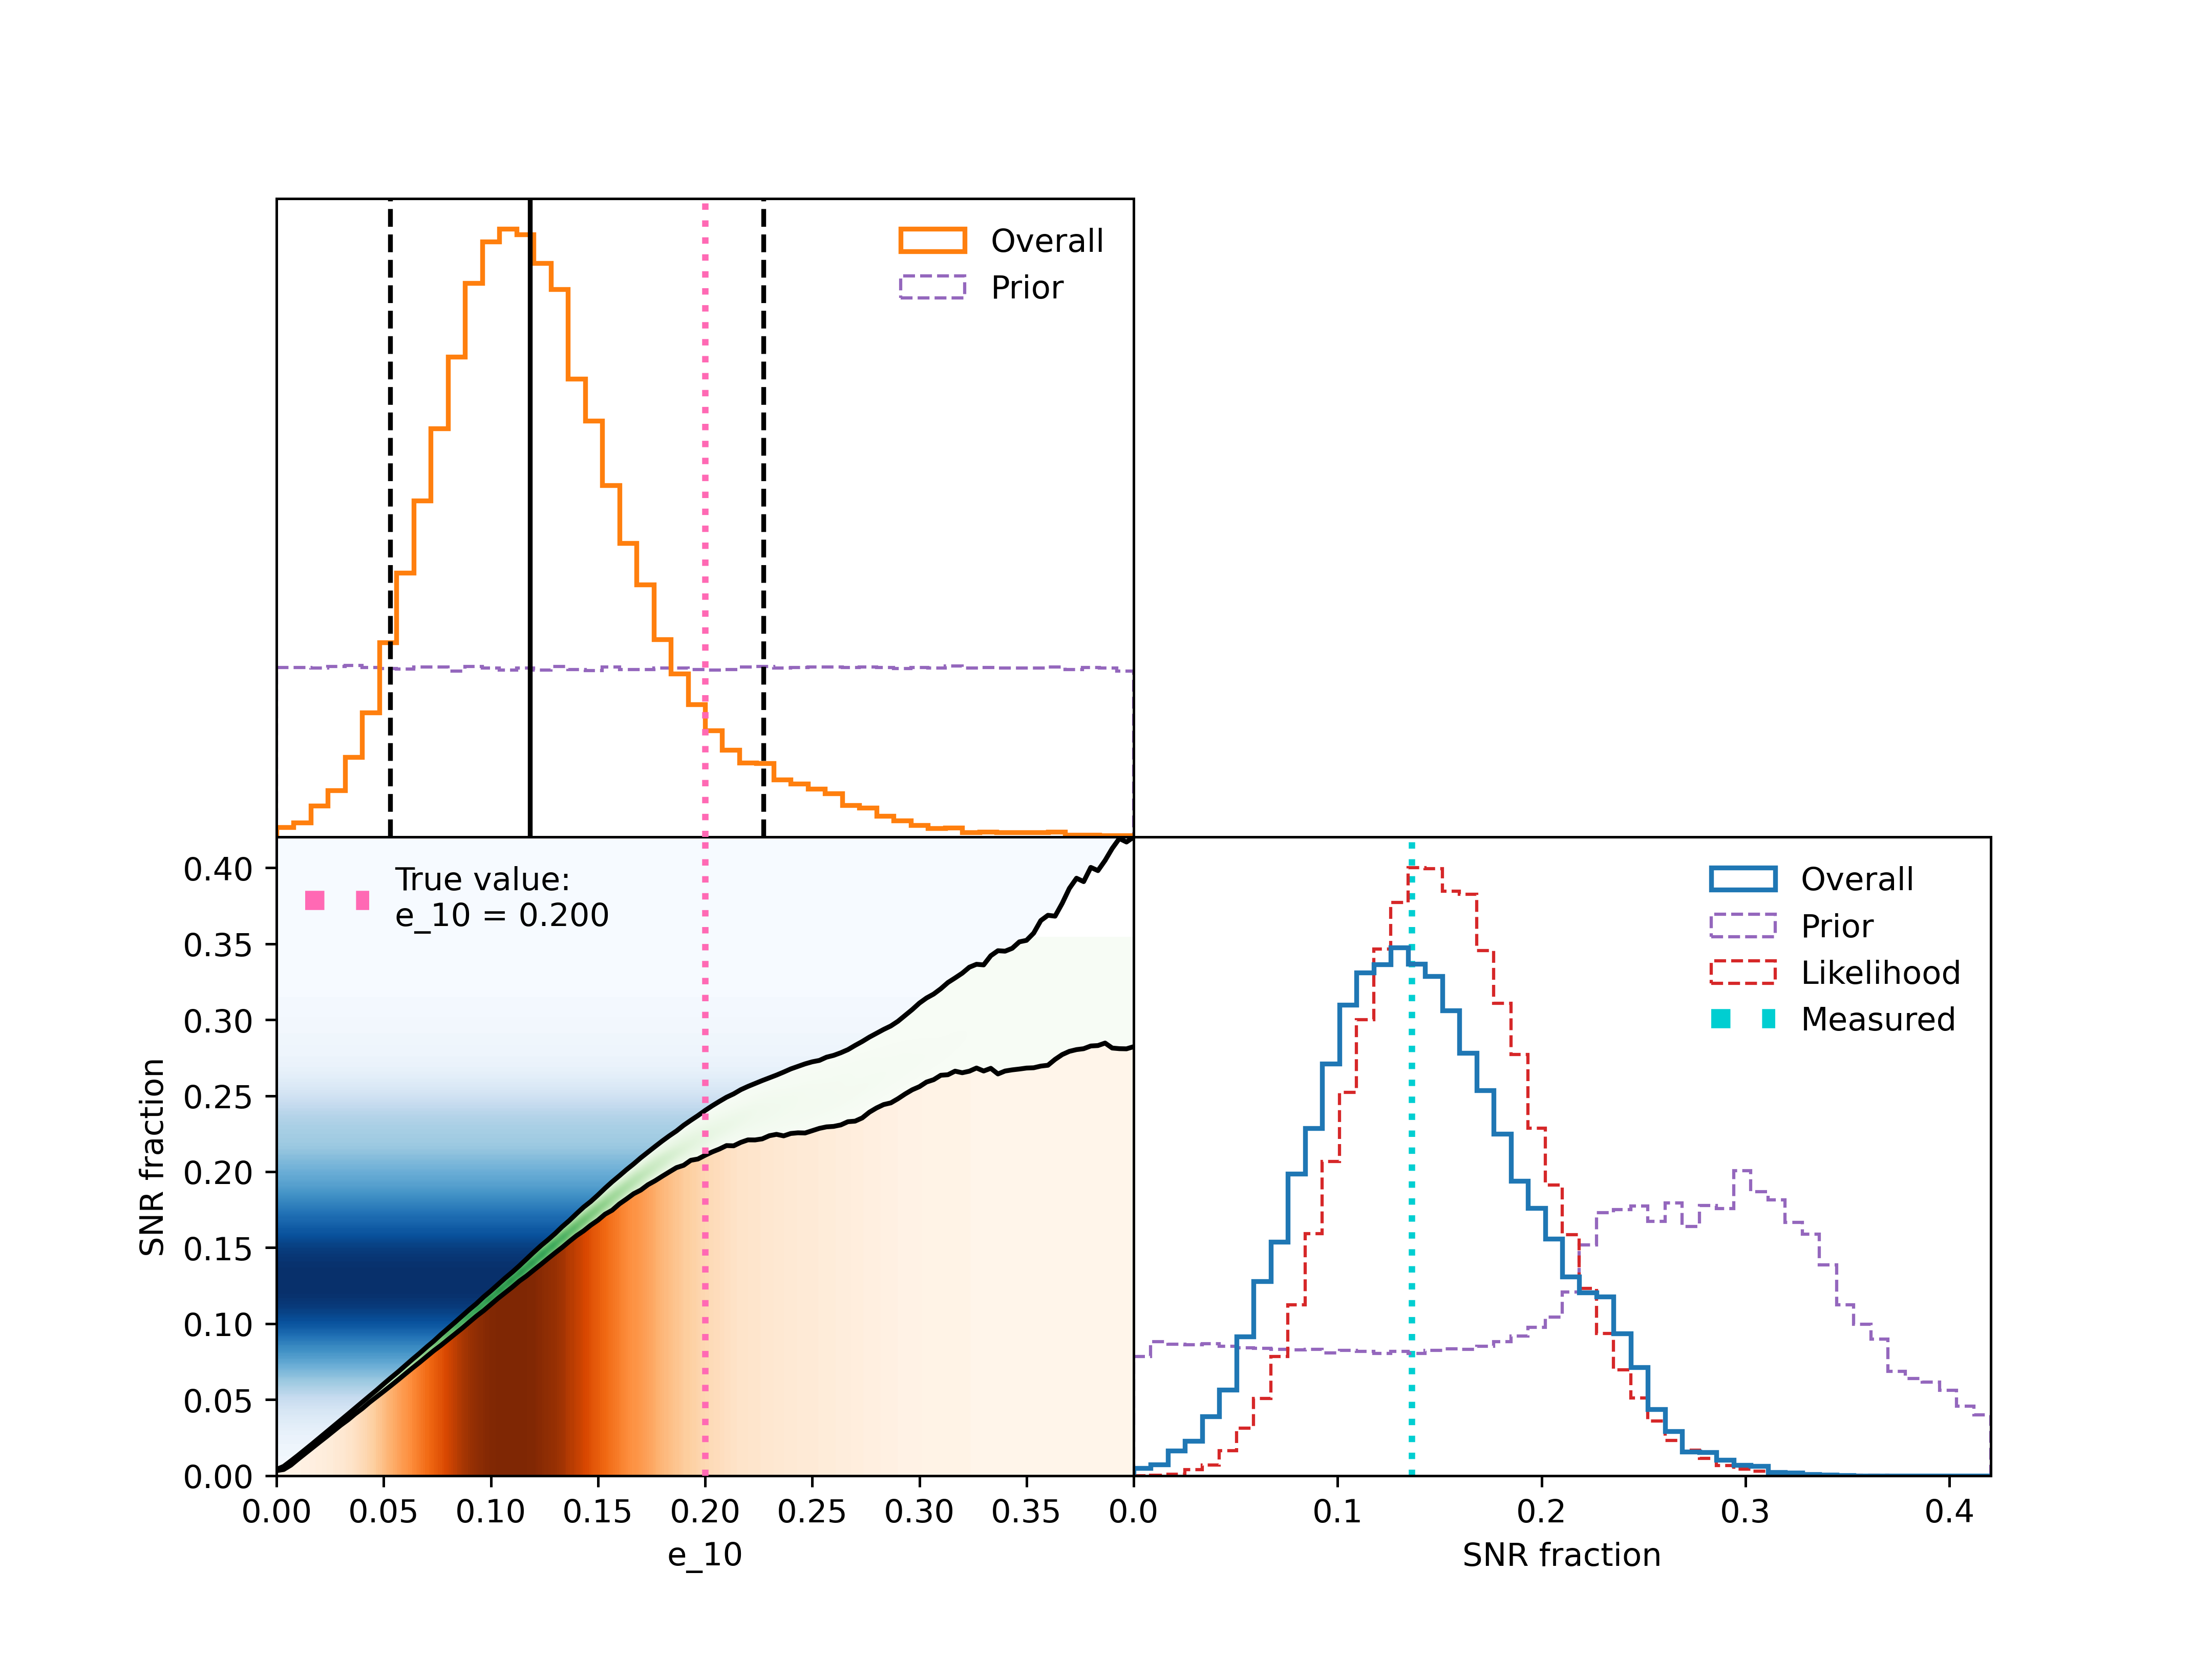 Overall
Prior
True value:
e_10 = 0.200
0.40
0.35
0.30
0.25
0.20
0.15
0.10
0.05
0.00
SNR fraction
0.00 0.05 0.10 0.15 0.20 0.25 0.30 0.35
e_10
Overall
Prior
Likelihood
Measured
0.0 0.1 0.2 0.3 0.4
SNR fraction